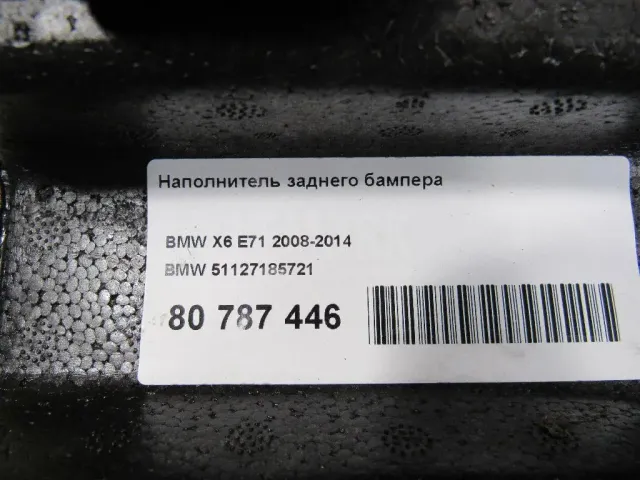 Наполнитель заднего бампера
BMW X6 E71 2008-2014
BMW 51127185721
80 787 446